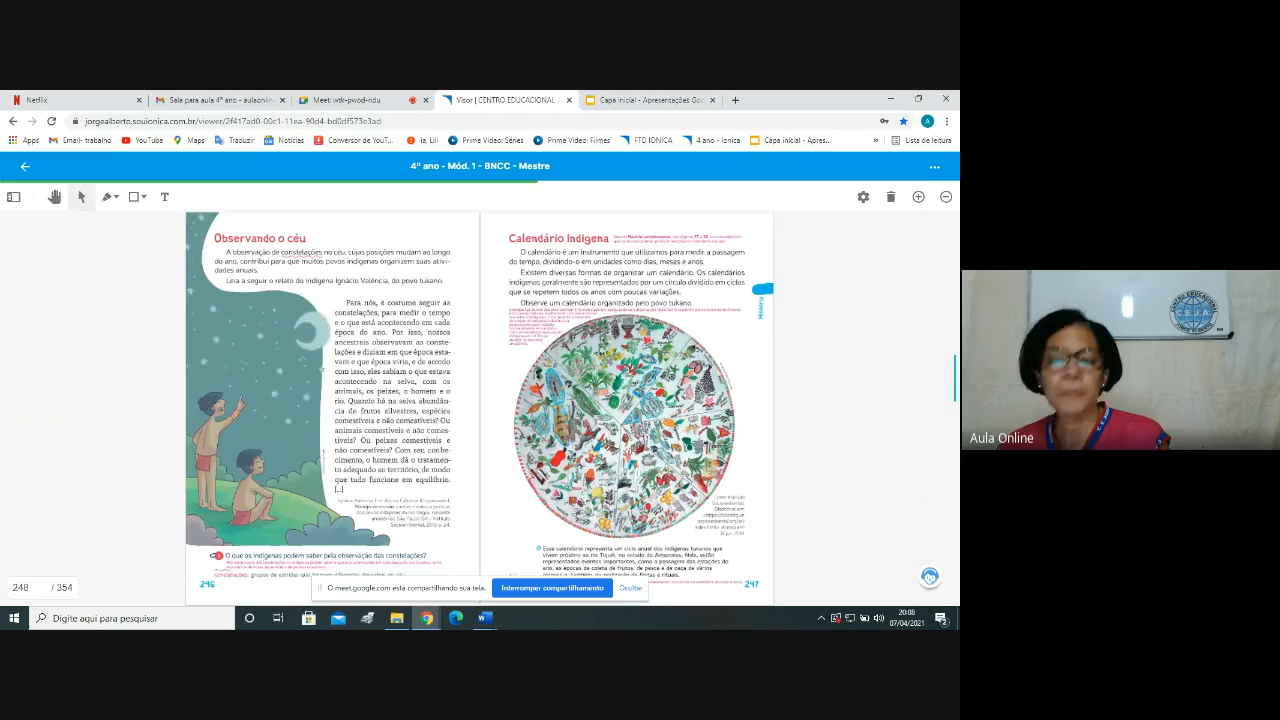 Netflix
Sala para aula 4º ano - aulaonlin
Meet: wtk-pwod-ndu
Visor | CENTRO EDUCACIONAL
Capa inicial - Apresentações Goo
jorgealberto.souionica.com.br/viewer/2f417ad0-00c1-11ea-90d4-bd0df573e3ad
A
Apps
Email- trabalho
YouTube
Maps
Traduzir
Notícias
Conversor de YouT...
ia, Lili
Prime Video: Séries
Prime Video: Filmes
FTD IONICA
4 ano - Ionica
Capa inicial - Apres...
»
Lista de leitura
4º ano - Mód. 1 - BNCC - Mestre
T
Observando o céu
A observação de constelações no céu, cujas posições mudam ao longo
do ano, contribui para que muitos povos indígenas organizem suas ativi-
dades anuais.
Leia a seguir o relato do indígena Ignácio Valência, do povo tukano.
Para nós, é costume seguir as
constelações, para medir o tempo
e o que está acontecendo em cada
época do ano. Por isso, nossos
ancestrais observavam as conste-
lações e diziam em que época esta-
vam e que época viria, e de acordo
com isso, eles sabiam o que estava
acontecendo na selva, com os
animais, os peixes, o homem e o
rio. Quando há na selva abundân-
cia de frutos silvestres, espécies
comestíveis e não comestíveis? Ou
animais comestíveis e não comes-
tíveis? Ou peixes comestíveis e
não comestíveis? Com seu conhe-
cimento, o homem dá o tratamen-
to adequado ao território, de modo
que tudo funcione em equilíbrio.
[...]
O que os indígenas podem saber pela observação das constelações?
constelações: grupos de estrelas que
246
Calendário indígena
O calendário é um instrumento que utilizamos para medir a passagem
do tempo, dividindo-o em unidades como dias, meses e anos.
Existem diversas formas de organizar um calendário. Os calendários
indígenas geralmente são representados por um círculo dividido em ciclos
que se repetem todos os anos com poucas variações.
Observe um calendário organizado pelo povo tukano.
História
Esse calendário representa um ciclo anual dos indígenas tukanos que
vivem próximo ao rio Tiquié, no estado do Amazonas. Nele, estão
representados eventos importantes, como a passagem das estações do
ano, as épocas de coleta de frutos, de pesca e de caça de vários
247
248 / 354
O meet.google.com está compartilhando sua tela.
Interromper compartilhamento
Ocultar
Digite aqui para pesquisar
20:08
07/04/2021
2
Aula Online